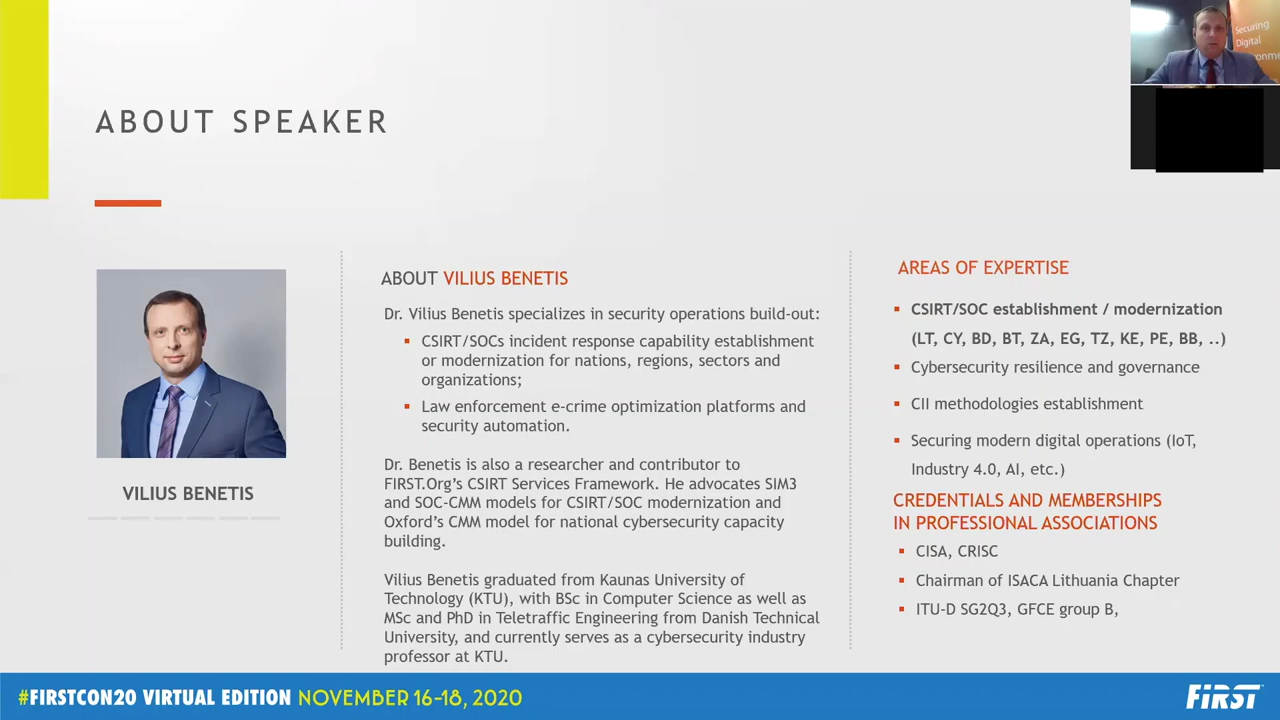 Securing
Digital
ABOUT SPEAKER
VILIUS BENETIS
ABOUT VILIUS BENETIS
Dr. Vilius Benetis specializes in security operations build-out:
▪ CSIRT/SOCs incident response capability establishment
or modernization for nations, regions, sectors and
organizations;
▪ Law enforcement e-crime optimization platforms and
security automation.
Dr. Benetis is also a researcher and contributor to
FIRST.Org’s CSIRT Services Framework. He advocates SIM3
and SOC-CMM models for CSIRT/SOC modernization and
Oxford’s CMM model for national cybersecurity capacity
building.
Vilius Benetis graduated from Kaunas University of
Technology (KTU), with BSc in Computer Science as well as
MSc and PhD in Teletraffic Engineering from Danish Technical
University, and currently serves as a cybersecurity industry
professor at KTU.
AREAS OF EXPERTISE
▪ CSIRT/SOC establishment / modernization
(LT, CY, BD, BT, ZA, EG, TZ, KE, PE, BB, ..)
▪ Cybersecurity resilience and governance
▪ CII methodologies establishment
▪ Securing modern digital operations (IoT,
Industry 4.0, AI, etc.)
CREDENTIALS AND MEMBERSHIPS
IN PROFESSIONAL ASSOCIATIONS
▪ CISA, CRISC
▪ Chairman of ISACA Lithuania Chapter
▪ ITU-D SG2Q3, GFCE group B,
#FIRSTCON20 VIRTUAL EDITION NOVEMBER 16-18, 2020
FIRST